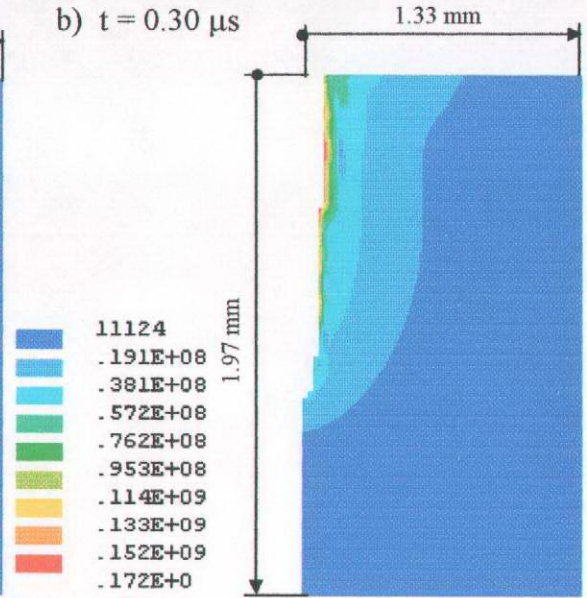 b) t = 0.30 μs
1.33 mm
1.97 mm
11124
.191E+08
.381E+08
.572E+08
.762E+08
.953E+08
.114E+09
.133E+09
.152E+09
.172E+0